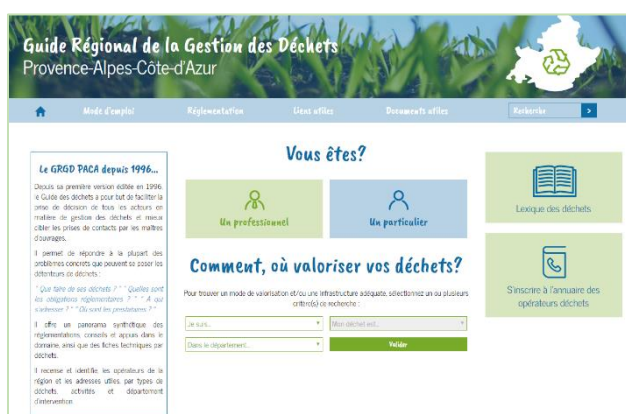 Guide Régional de la Gestion des Déchets
Provence-Alpes-Côte-d'Azur
Mode d'emploi
Réglementation
Liens utiles
Documents utiles
Recherche
>
Le GRGD PACA depuis 1996...
Depuis sa première version éditée en 1996,
le Guide des déchets a pour but de faciliter la
prise de décision de tous les acteurs en
matière de gestion des déchets et mieux
cibler les prises de contacts par les maîtres
d'ouvrages.
Il permet de répondre à la plupart des
problèmes concrets que peuvent se poser les
détenteurs de déchets :
" Que faire de ses déchets ? " " Quelles sont
les obligations réglementaires ? " " A qui
s'adresser ? " " Où sont les prestataires ? "
Il offre un panorama synthétique des
réglementations, conseils et appuis dans le
domaine, ainsi que des fiches techniques par
déchets.
Il recense et identifie, les opérateurs de la
région et les adresses utiles, par types de
déchets, activités et département
d'intervention.
Vous êtes?
Un professionnel
Un particulier
Comment, où valoriser vos déchets?
Pour trouver un mode de valorisation et/ou une infrastructure adéquate, sélectionnez un ou plusieurs
critère(s) de recherche :
Je suis...
Mon déchet est...
Dans le département...
Valider
Lexique des déchets
S'inscrire à l'annuaire des
opérateurs déchets